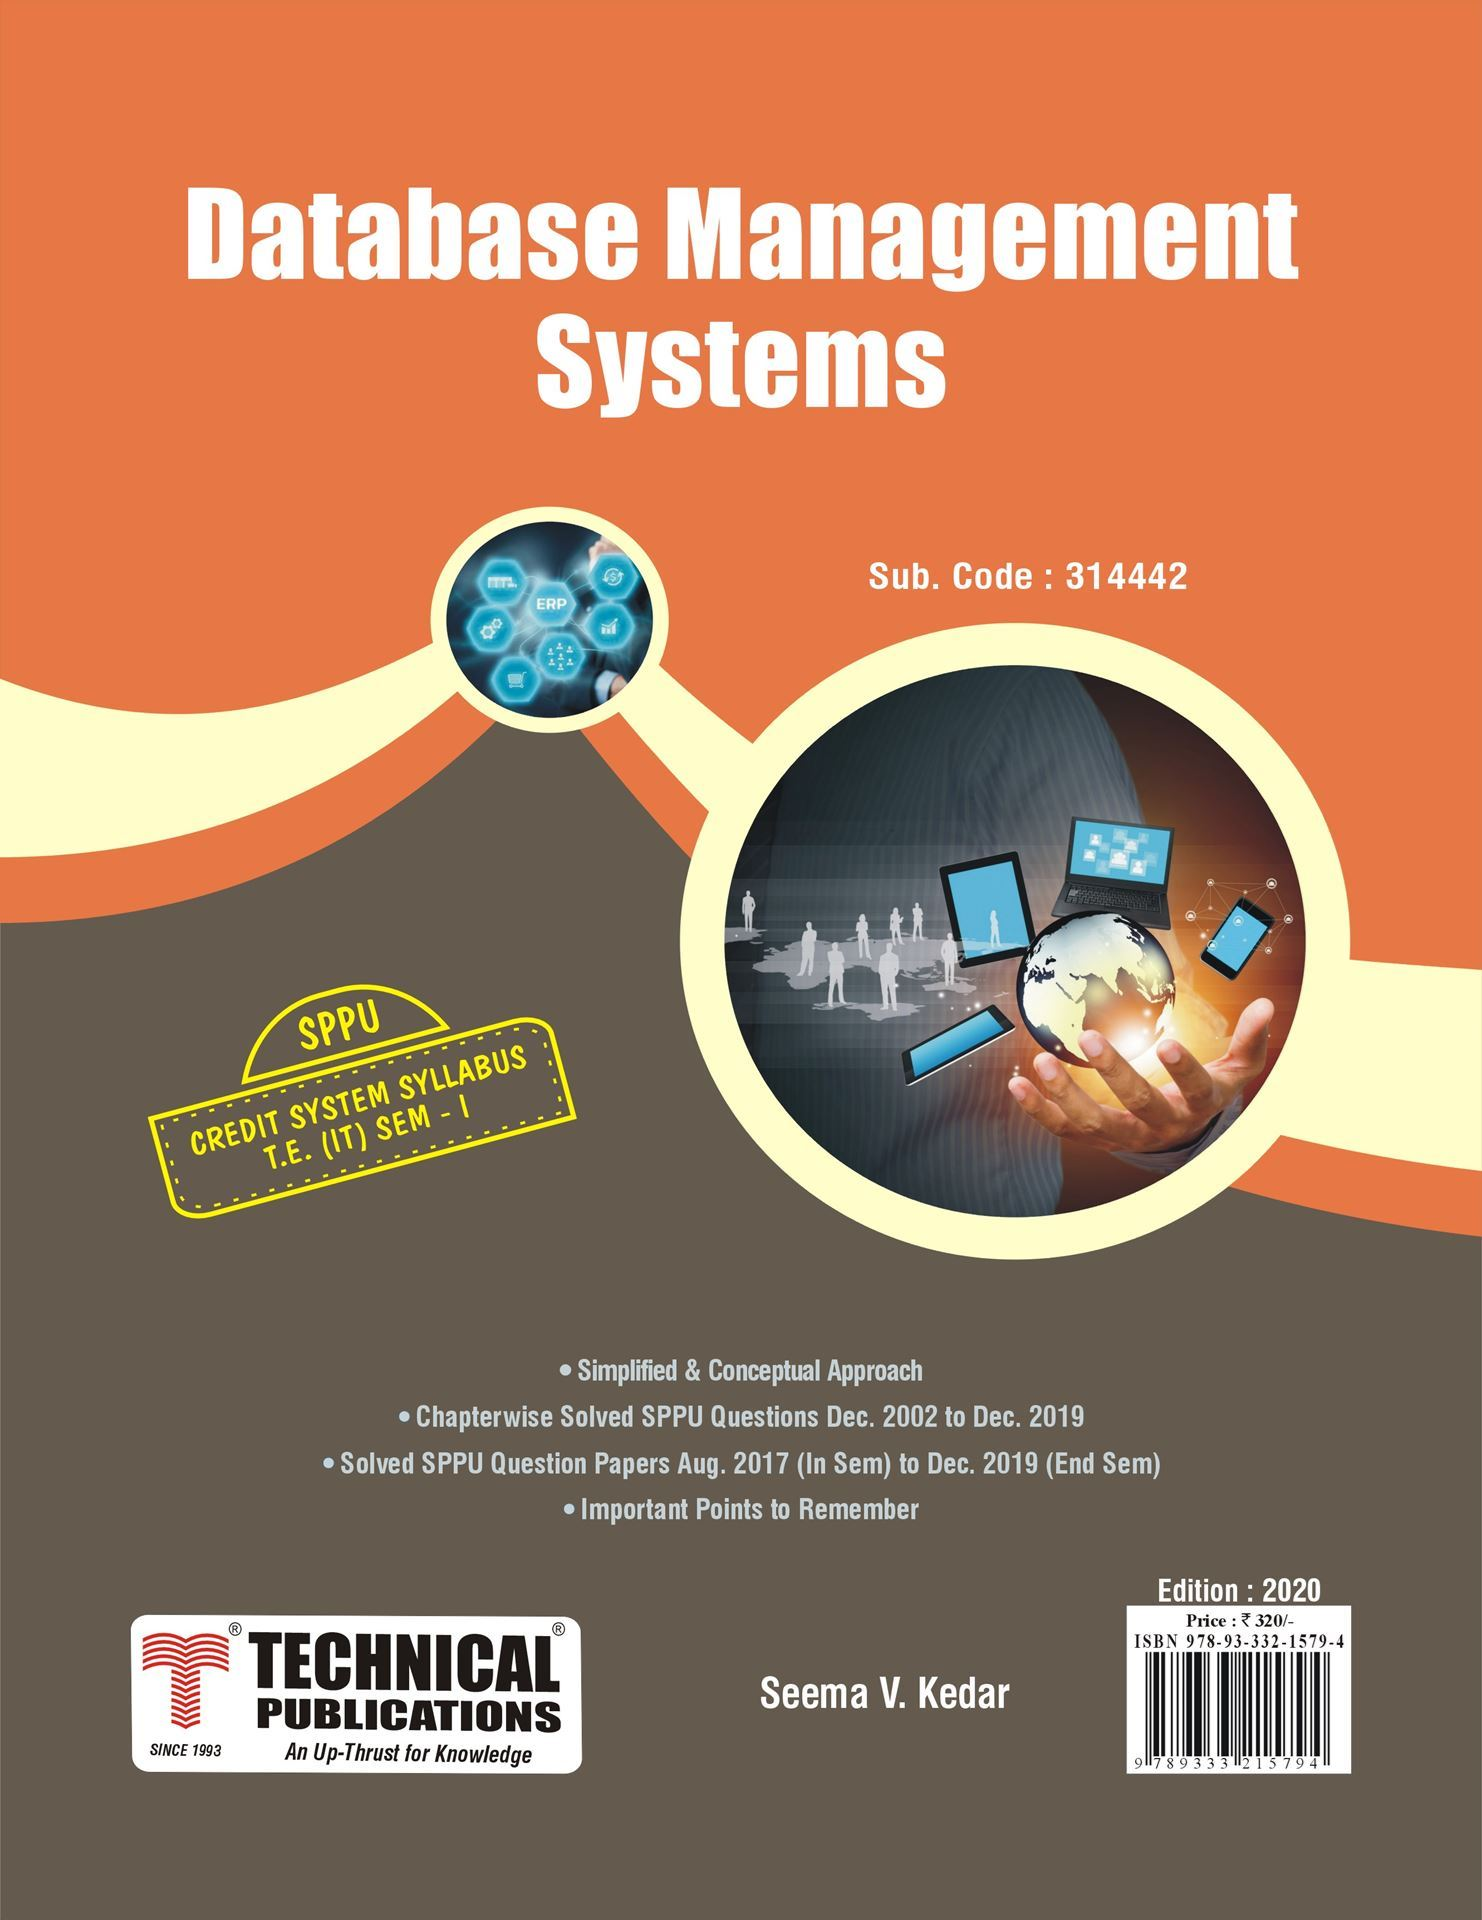 Database Management
Systems
Sub. Code : 314442
ERP
SPPU
CREDIT SYSTEM SYLLABUS
T.E. (IT) SEM - I
• Simplified & Conceptual Approach
• Chapterwise Solved SPPU Questions Dec. 2002 to Dec. 2019
• Solved SPPU Question Papers Aug. 2017 (In Sem) to Dec. 2019 (End Sem)
• Important Points to Remember
Edition : 2020
Price : ₹ 320/-
ISBN 978-93-332-1579-4
9 789333 215794
® TECHNICAL ®
PUBLICATIONS
SINCE 1993 An Up-Thrust for Knowledge
Seema V. Kedar